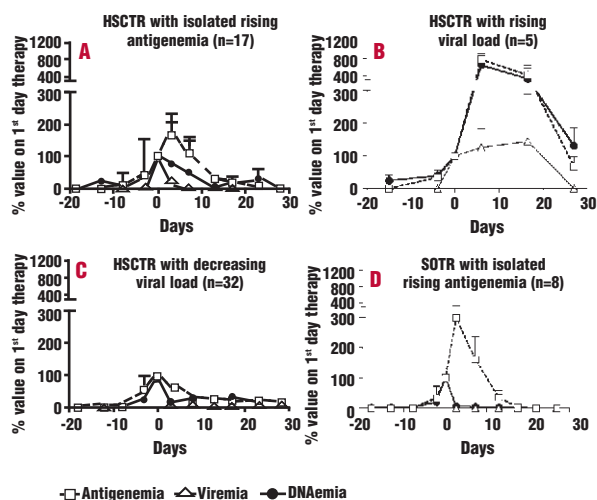 A
HSCTR with isolated rising
antigenemia (n=17)
% value on 1st day therapy
1200
800
400
300
200
100
0
-20 -10 0 10 20 30
Days
B
HSCTR with rising
viral load (n=5)
% value on 1st day therapy
1200
800
400
300
200
100
0
-20 -10 0 10 20 30
Days
C
HSCTR with decreasing
viral load (n=32)
% value on 1st day therapy
1200
800
400
300
200
100
0
-20 -10 0 10 20 30
Days
D
SOTR with isolated
rising antigenemia (n=8)
% value on 1st day therapy
1200
800
400
300
200
100
0
-20 -10 0 10 20 30
Days
Antigenemia Viremia DNAemia